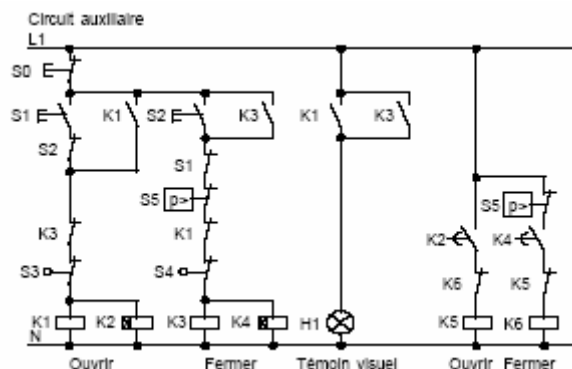 Circuit auxiliaire
L1
S0
S1 K1 S2 K3 K1 K3
S2
S1
S5 p> S5 p>
K3 K1 K2 K4
S3 S4
K6 K5
K1 K2 K3 K4 H1 K5 K6
N
Ouvrir Fermer Témoin visuel Ouvrir Fermer